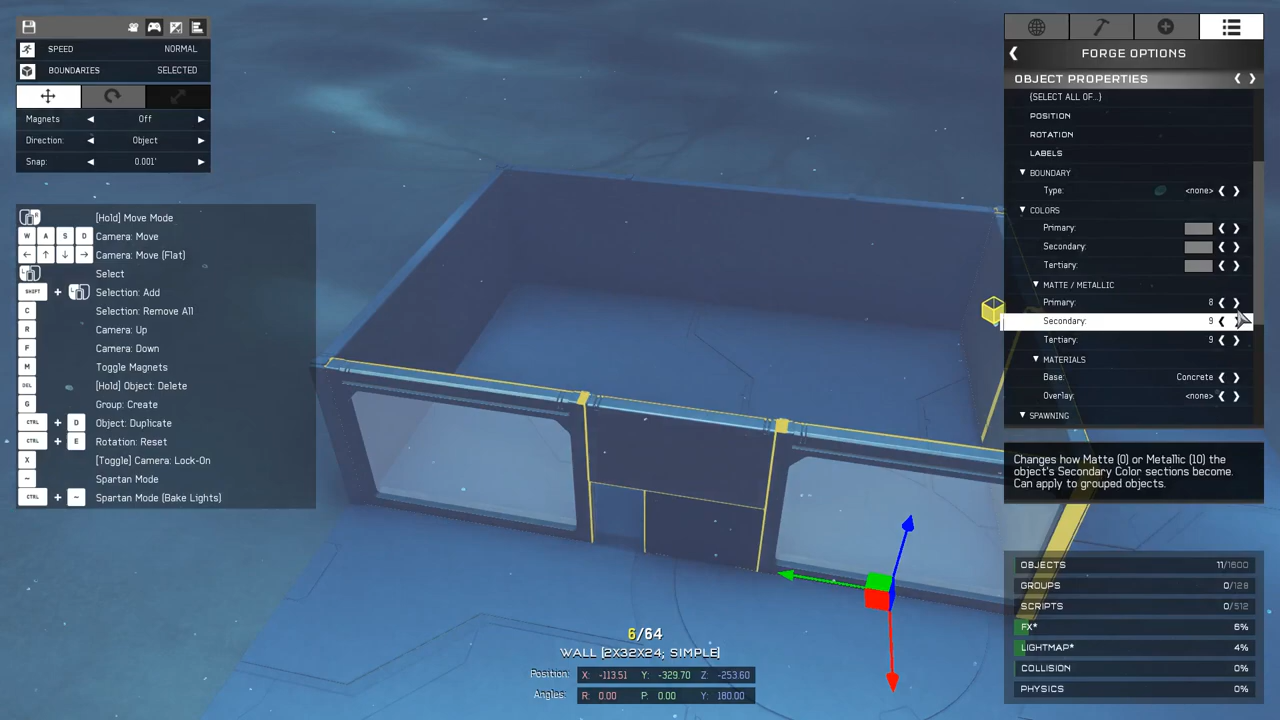 SPEED NORMAL
BOUNDARIES SELECTED
Magnets Off
Direction: Object
Snap: 0.001'
[Hold] Move Mode
W A S D Camera: Move
← ↑ ↓ → Camera: Move (Flat)
Select
SHIFT + Selection: Add
C Selection: Remove All
R Camera: Up
F Camera: Down
M Toggle Magnets
DEL [Hold] Object: Delete
G Group: Create
CTRL + D Object: Duplicate
CTRL + E Rotation: Reset
X [Toggle] Camera: Lock-On
~ Spartan Mode
CTRL + ~ Spartan Mode (Bake Lights)
6/64
WALL [2X32X24; SIMPLE]
Position: X: -113.51 Y: -329.70 Z: -253.60
Angles: R: 0.00 P: 0.00 Y: 180.00
FORGE OPTIONS
OBJECT PROPERTIES
(SELECT ALL OF...)
POSITION
ROTATION
LABELS
BOUNDARY
Type: <none>
COLORS
Primary:
Secondary:
Tertiary:
MATTE / METALLIC
Primary: 8
Secondary: 9
Tertiary: 9
MATERIALS
Base: Concrete
Overlay: <none>
SPAWNING
Changes how Matte (0) or Metallic (10) the
object's Secondary Color sections become.
Can apply to grouped objects.
OBJECTS 11/1600
GROUPS 0/128
SCRIPTS 0/512
FX* 6%
LIGHTMAP* 4%
COLLISION 0%
PHYSICS 0%